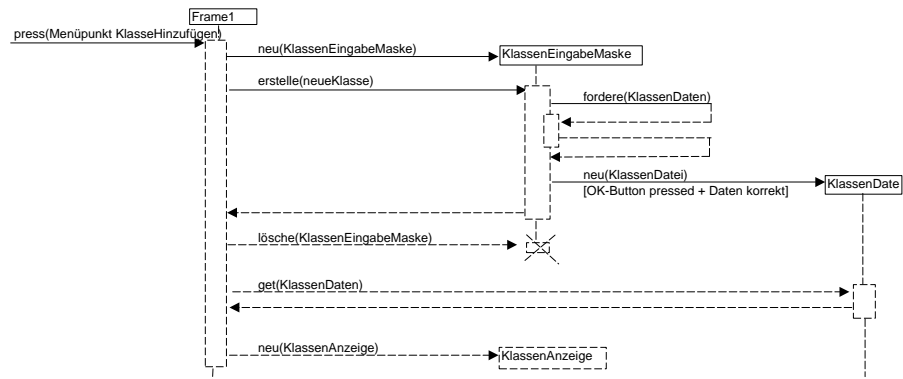 Frame1
press(Menüpunkt KlasseHinzufügen)
neu(KlassenEingabeMaske)
KlassenEingabeMaske
erstelle(neueKlasse)
fordere(KlassenDaten)
neu(KlassenDatei)
[OK-Button pressed + Daten korrekt]
KlassenDate
lösche(KlassenEingabeMaske)
get(KlassenDaten)
neu(KlassenAnzeige)
KlassenAnzeige